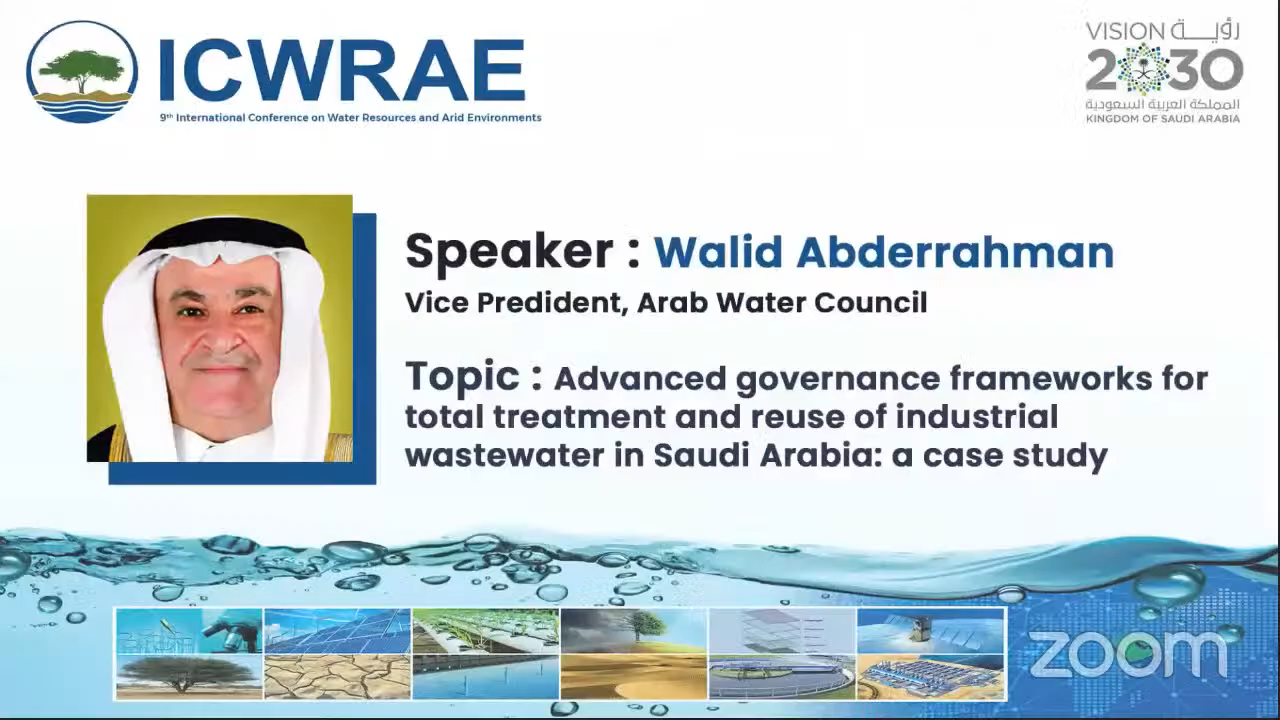 ICWRAE
9th International Conference on Water Resources and Arid Environments
VISION رؤيـــة
2030
المملكة العربية السعودية
KINGDOM OF SAUDI ARABIA
Speaker : Walid Abderrahman
Vice Predident, Arab Water Council
Topic : Advanced governance frameworks for
total treatment and reuse of industrial
wastewater in Saudi Arabia: a case study
zoom